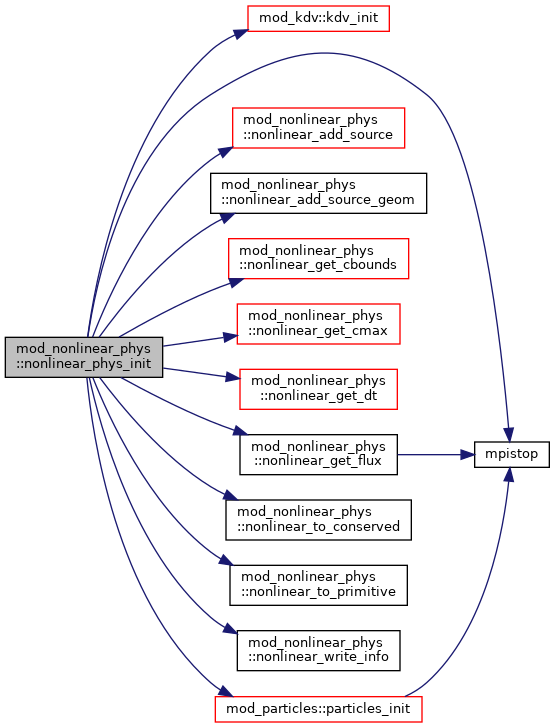 mod_kdv::kdv_init
mod_nonlinear_phys
::nonlinear_add_source
mod_nonlinear_phys
::nonlinear_add_source_geom
mod_nonlinear_phys
::nonlinear_get_cbounds
mod_nonlinear_phys
::nonlinear_get_cmax
mod_nonlinear_phys
::nonlinear_phys_init
mod_nonlinear_phys
::nonlinear_get_dt
mod_nonlinear_phys
::nonlinear_get_flux
mpistop
mod_nonlinear_phys
::nonlinear_to_conserved
mod_nonlinear_phys
::nonlinear_to_primitive
mod_nonlinear_phys
::nonlinear_write_info
mod_particles::particles_init